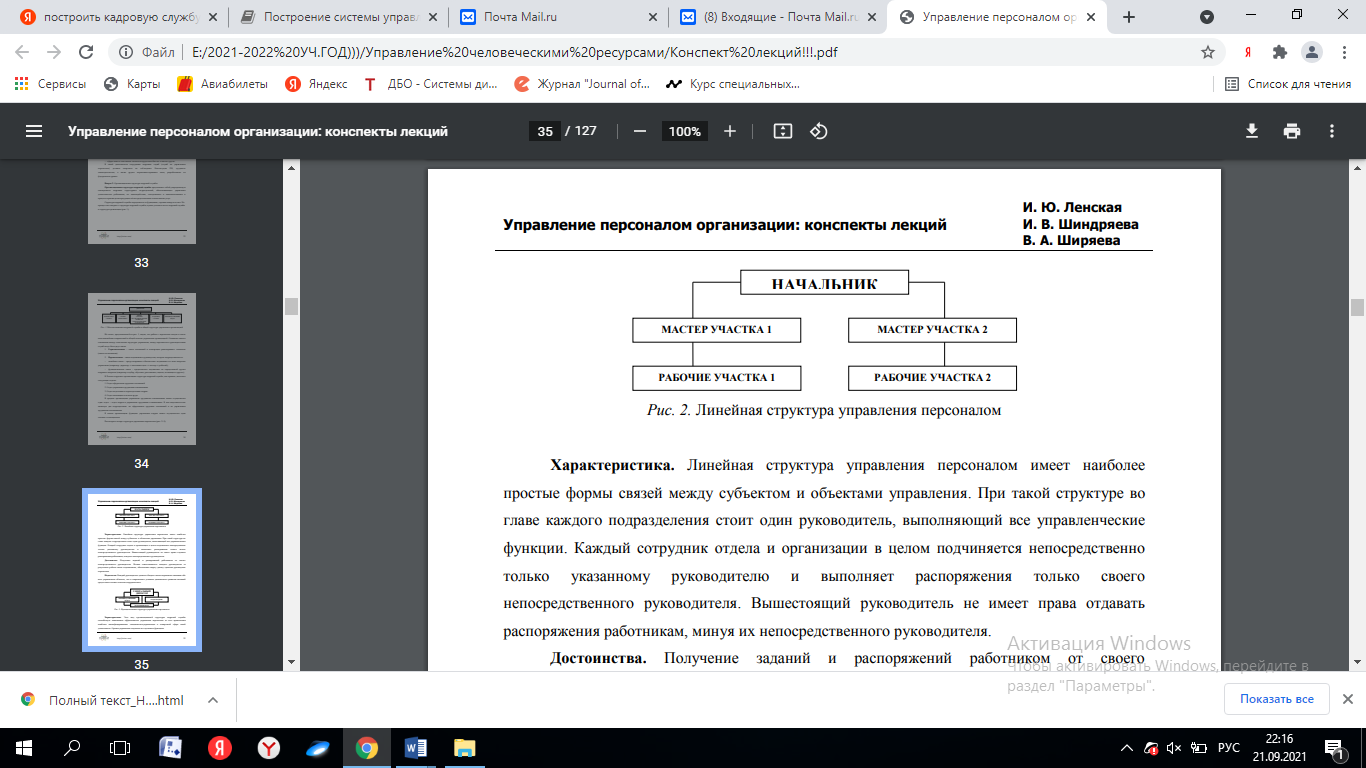 построить кадровую службу
Построение системы управл
Почта Mail.ru
(8) Входящие - Почта Mail.ru
Управление персоналом ор
Файл
E:/2021-2022%20УЧ.ГОД)))/Управление%20человеческими%20ресурсами/Конспект%20лекций!!!.pdf
Сервисы
Карты
Авиабилеты
Яндекс
ДБО - Системы ди...
Журнал "Journal of...
Курс специальных...
Список для чтения
Управление персоналом организации: конспекты лекций
35 / 127
100%
33
34
35
И. Ю. Ленская
Управление персоналом организации: конспекты лекций
И. В. Шиндряева
В. А. Ширяева
НАЧАЛЬНИК
МАСТЕР УЧАСТКА 1
МАСТЕР УЧАСТКА 2
РАБОЧИЕ УЧАСТКА 1
РАБОЧИЕ УЧАСТКА 2
Рис. 2. Линейная структура управления персоналом
Характеристика. Линейная структура управления персоналом имеет наиболее
простые формы связей между субъектом и объектами управления. При такой структуре во
главе каждого подразделения стоит один руководитель, выполняющий все управленческие
функции. Каждый сотрудник отдела и организации в целом подчиняется непосредственно
только указанному руководителю и выполняет распоряжения только своего
непосредственного руководителя. Вышестоящий руководитель не имеет права отдавать
распоряжения работникам, минуя их непосредственного руководителя.
Достоинства. Получение заданий и распоряжений работником от своего
Активация Windows
Чтобы активировать Windows, перейдите в
раздел "Параметры".
Полный текст_Н....html
Показать все
РУС
22:16
21.09.2021
1